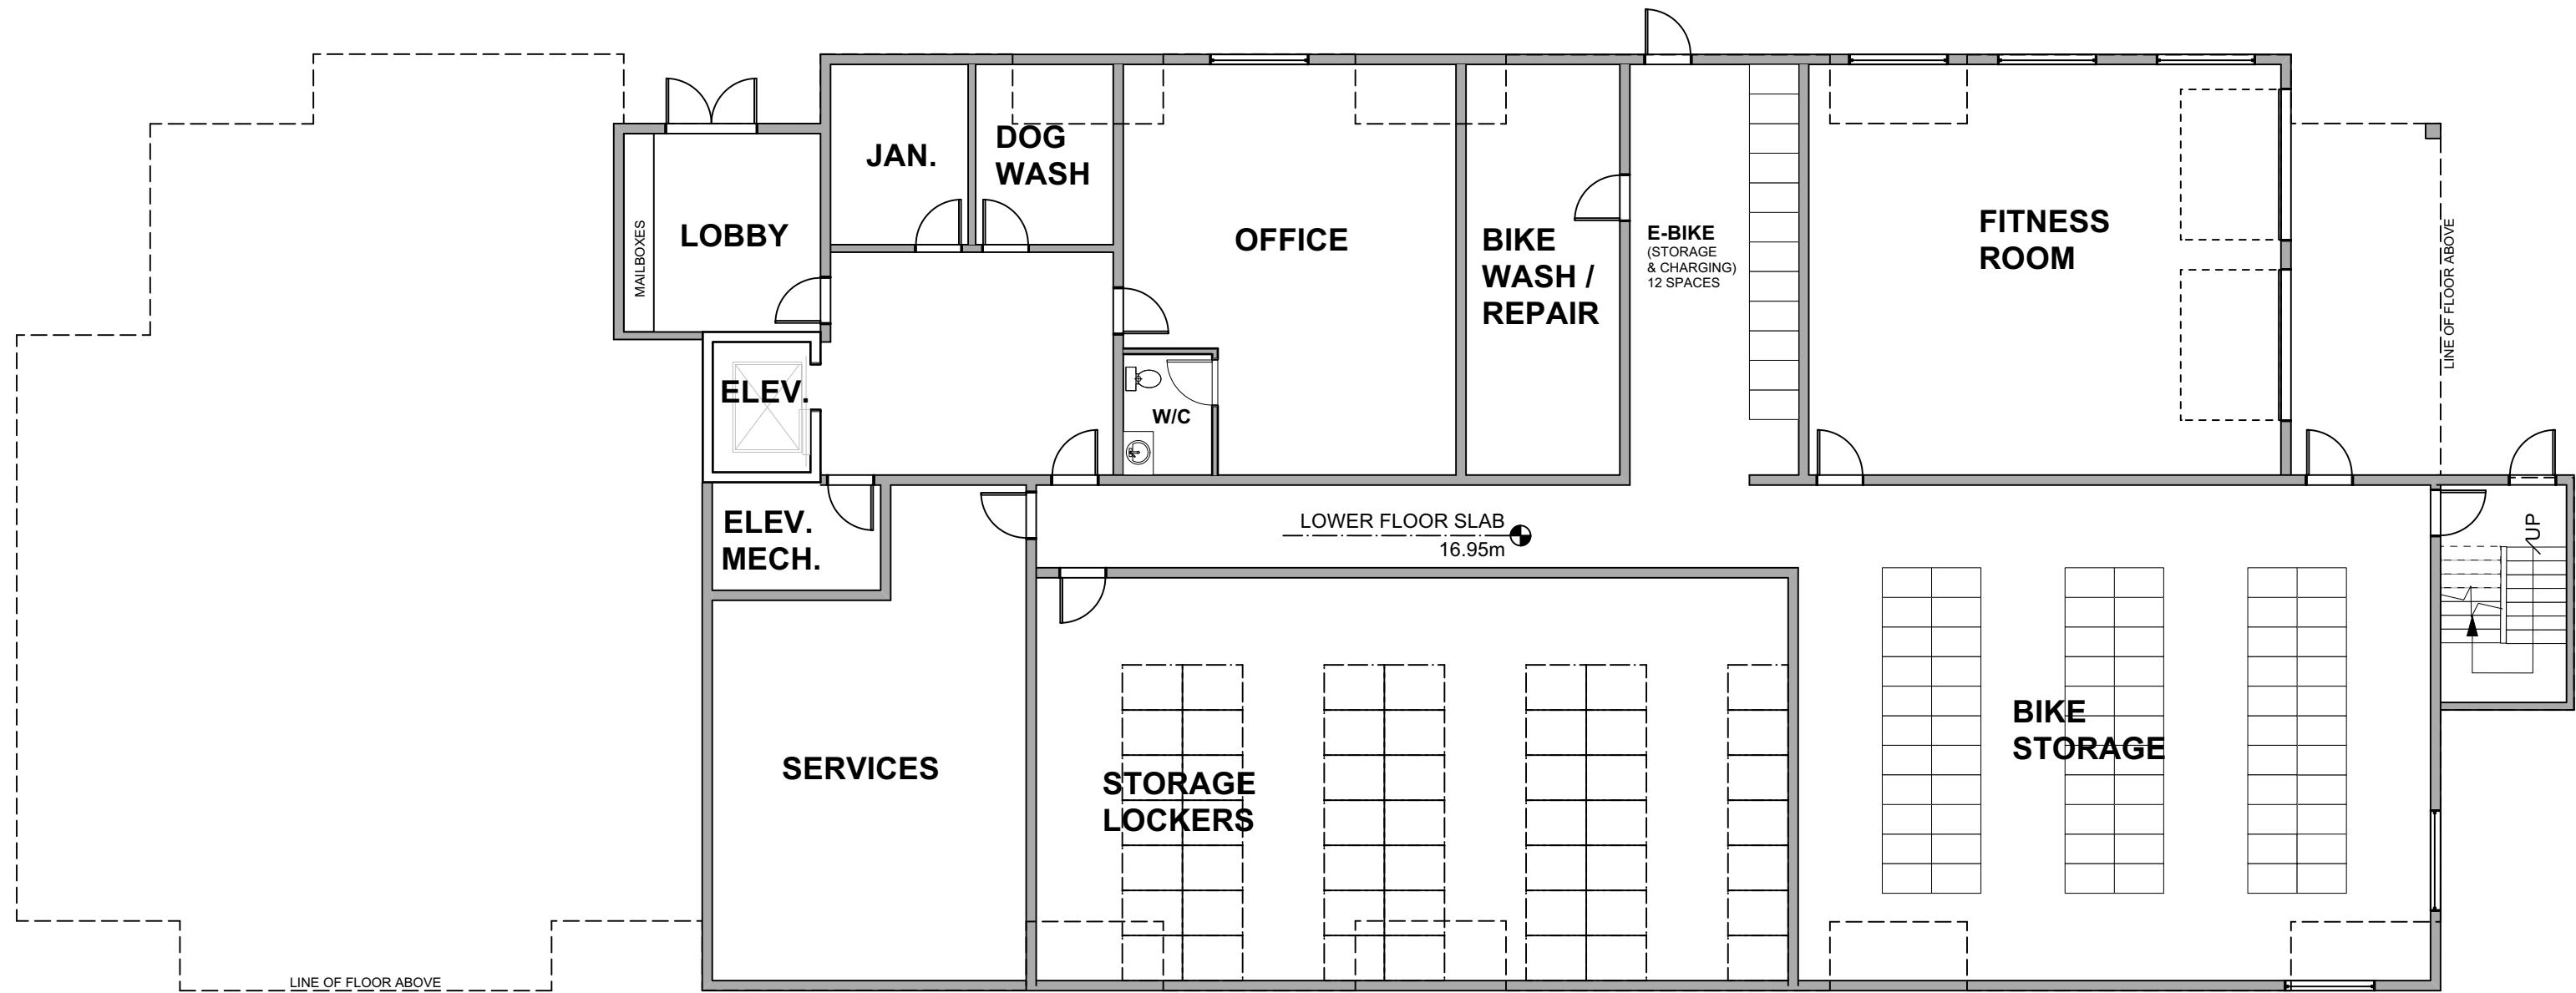 JAN.
DOG
WASH
LOBBY
MAILBOXES
OFFICE
BIKE
WASH /
REPAIR
E-BIKE
(STORAGE
& CHARGING)
12 SPACES
FITNESS
ROOM
LINE OF FLOOR ABOVE
ELEV.
W/C
ELEV.
MECH.
LOWER FLOOR SLAB
16.95m
UP
SERVICES
STORAGE
LOCKERS
BIKE
STORAGE
LINE OF FLOOR ABOVE